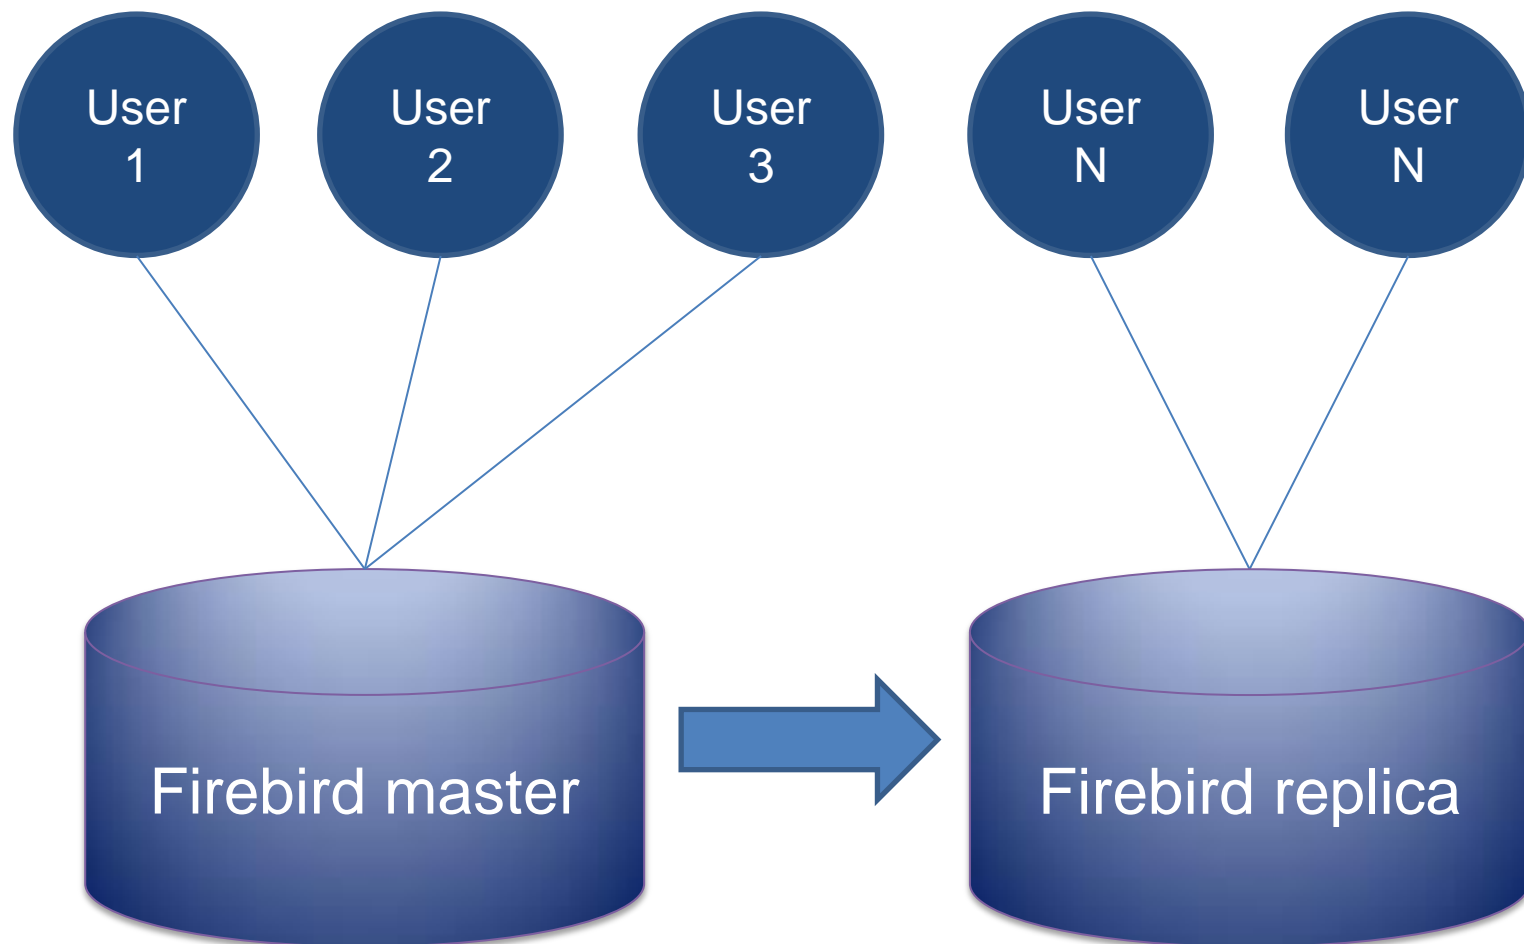 User
1
User
2
User
3
User
N
User
N
Firebird master
Firebird replica